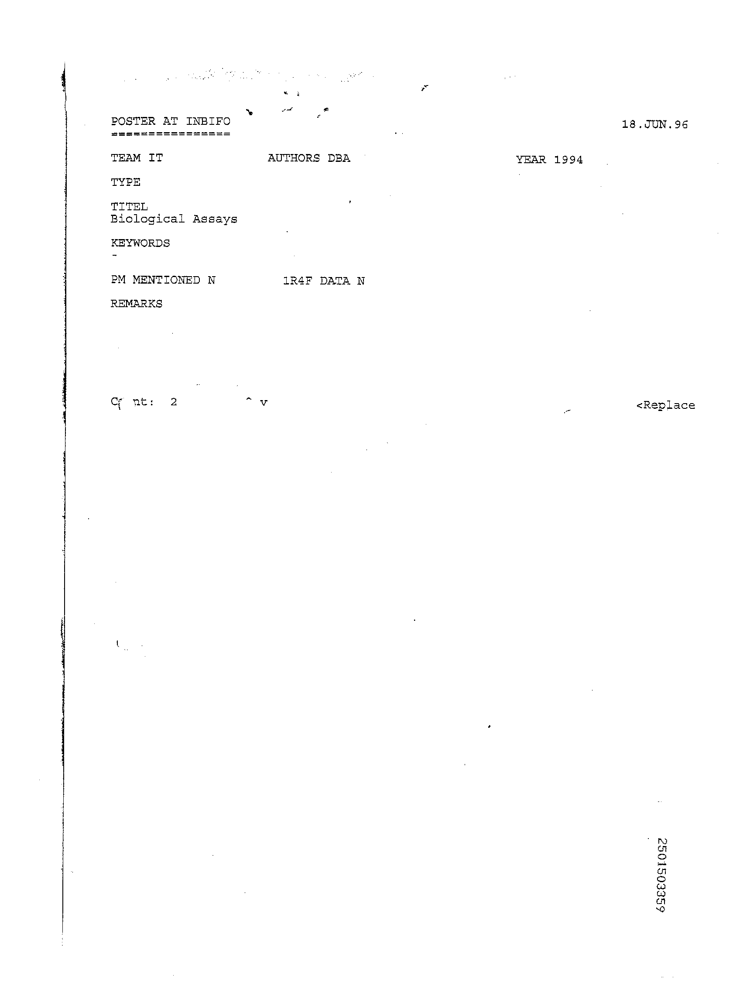 POSTER AT INBIFO 18.JUN.96
================
TEAM IT AUTHORS DBA YEAR 1994
TYPE
TITEL
Biological Assays
KEYWORDS
-
PM MENTIONED N 1R4F DATA N
REMARKS
nt: 2 ^ v <Replace
2501503359